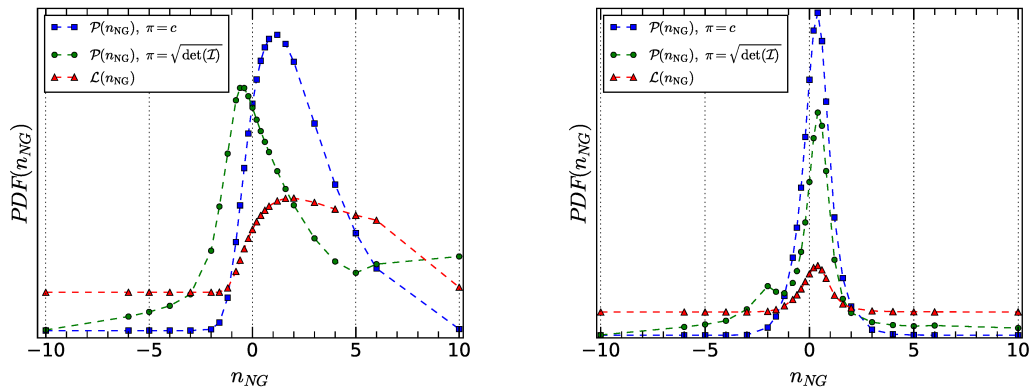 𝒫(n_NG), π=c
𝒫(n_NG), π=√det(ℐ)
ℒ(n_NG)
PDF(n_NG)
−10 −5 0 5 10
n_NG
𝒫(n_NG), π=c
𝒫(n_NG), π=√det(ℐ)
ℒ(n_NG)
PDF(n_NG)
−10 −5 0 5 10
n_NG